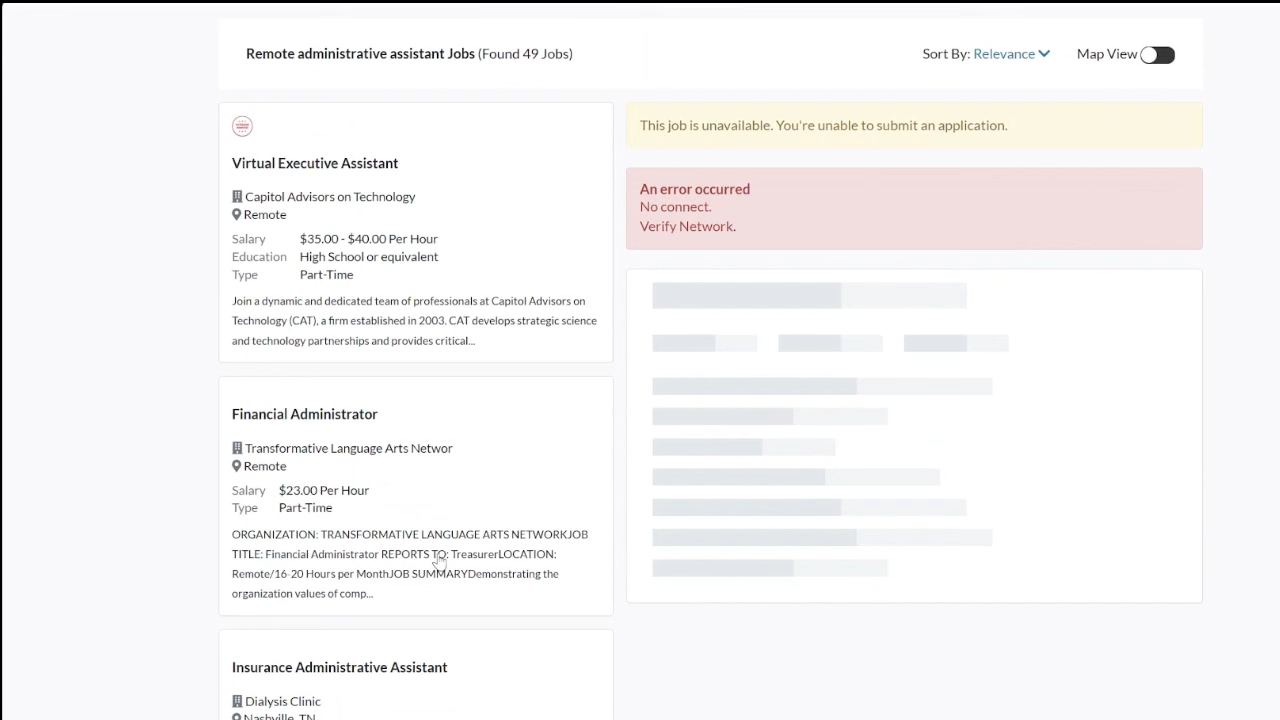 Remote administrative assistant Jobs (Found 49 Jobs)
Sort By: Relevance
Map View
Virtual Executive Assistant
Capitol Advisors on Technology
Remote
Salary $35.00 - $40.00 Per Hour
Education High School or equivalent
Type Part-Time
Join a dynamic and dedicated team of professionals at Capitol Advisors on
Technology (CAT), a firm established in 2003. CAT develops strategic science
and technology partnerships and provides critical...
Financial Administrator
Transformative Language Arts Networ
Remote
Salary $23.00 Per Hour
Type Part-Time
ORGANIZATION: TRANSFORMATIVE LANGUAGE ARTS NETWORKJOB
TITLE: Financial Administrator REPORTS TO: TreasurerLOCATION:
Remote/16-20 Hours per MonthJOB SUMMARYDemonstrating the
organization values of comp...
Insurance Administrative Assistant
Dialysis Clinic
Nashville, TN
This job is unavailable. You're unable to submit an application.
An error occurred
No connect.
Verify Network.